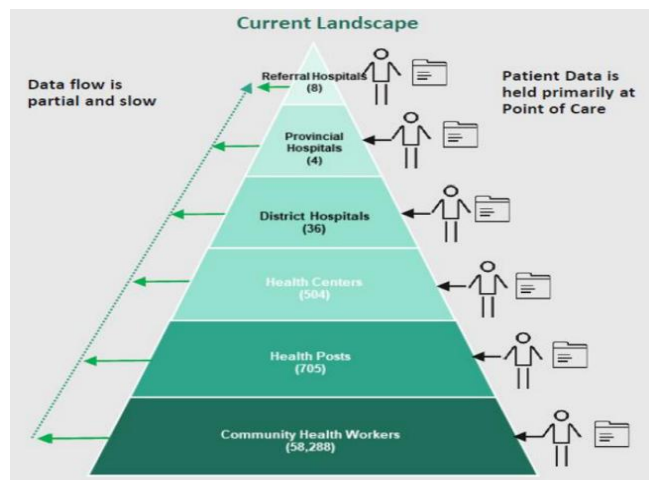 Current Landscape
Data flow is
partial and slow
Patient Data is
held primarily at
Point of Care
Referral Hospitals
(8)
Provincial
Hospitals
(4)
District Hospitals
(36)
Health Centers
(504)
Health Posts
(705)
Community Health Workers
(58,288)